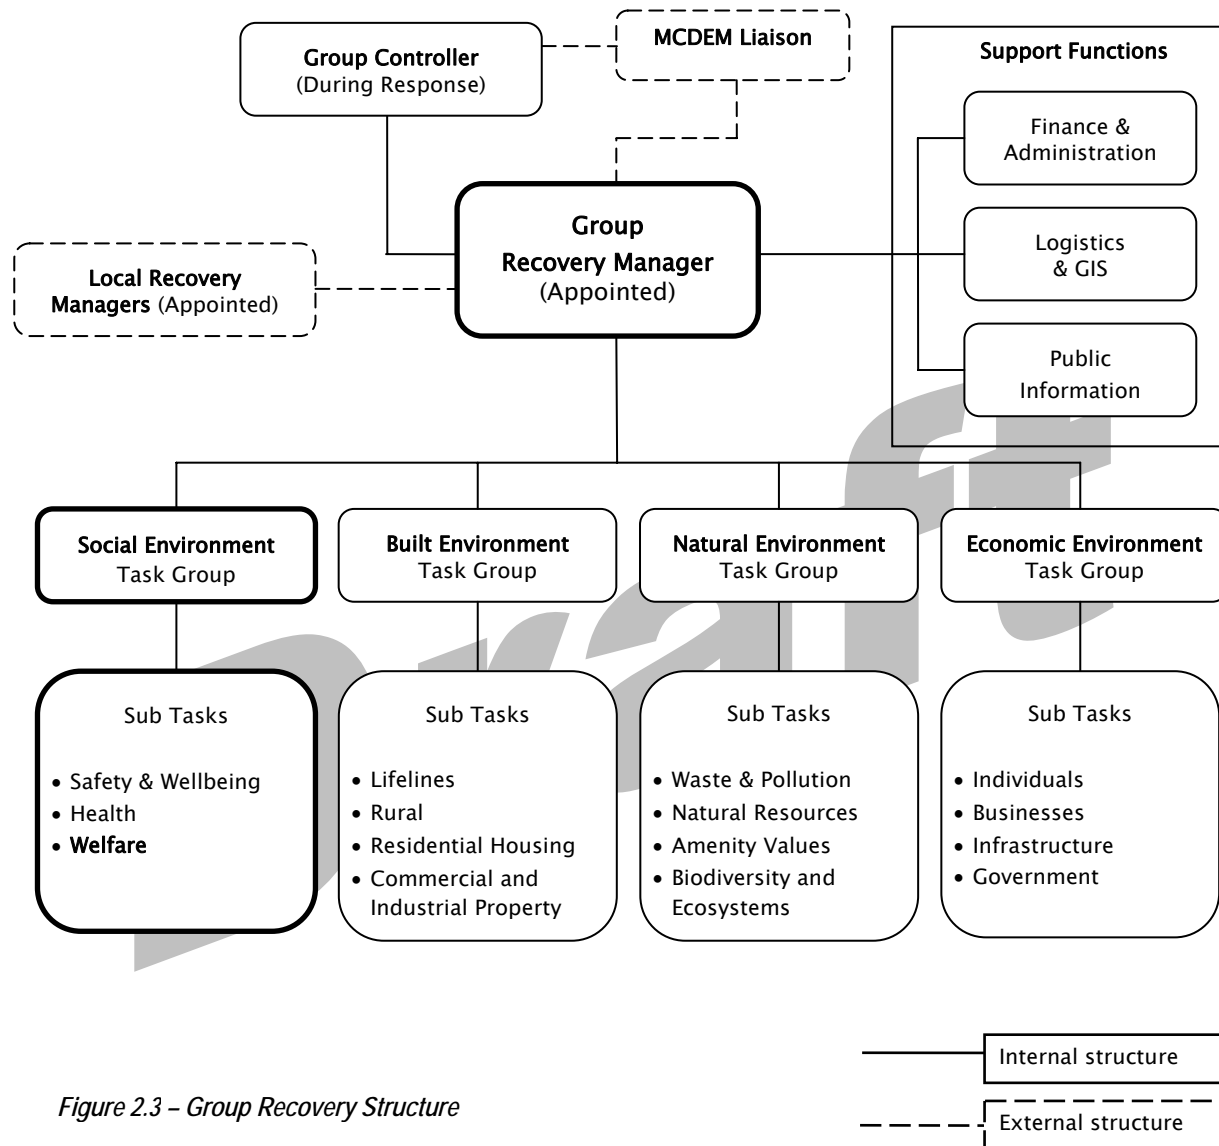 Group Controller
(During Response)
MCDEM Liaison
Support Functions
Finance &
Administration
Logistics
& GIS
Public
Information
Group
Recovery Manager
(Appointed)
Local Recovery
Managers (Appointed)
Social Environment
Task Group
Built Environment
Task Group
Natural Environment
Task Group
Economic Environment
Task Group
Sub Tasks
• Safety & Wellbeing
• Health
• Welfare
Sub Tasks
• Lifelines
• Rural
• Residential Housing
• Commercial and
Industrial Property
Sub Tasks
• Waste & Pollution
• Natural Resources
• Amenity Values
• Biodiversity and
Ecosystems
Sub Tasks
• Individuals
• Businesses
• Infrastructure
• Government
Draft
Internal structure
External structure
Figure 2.3 – Group Recovery Structure